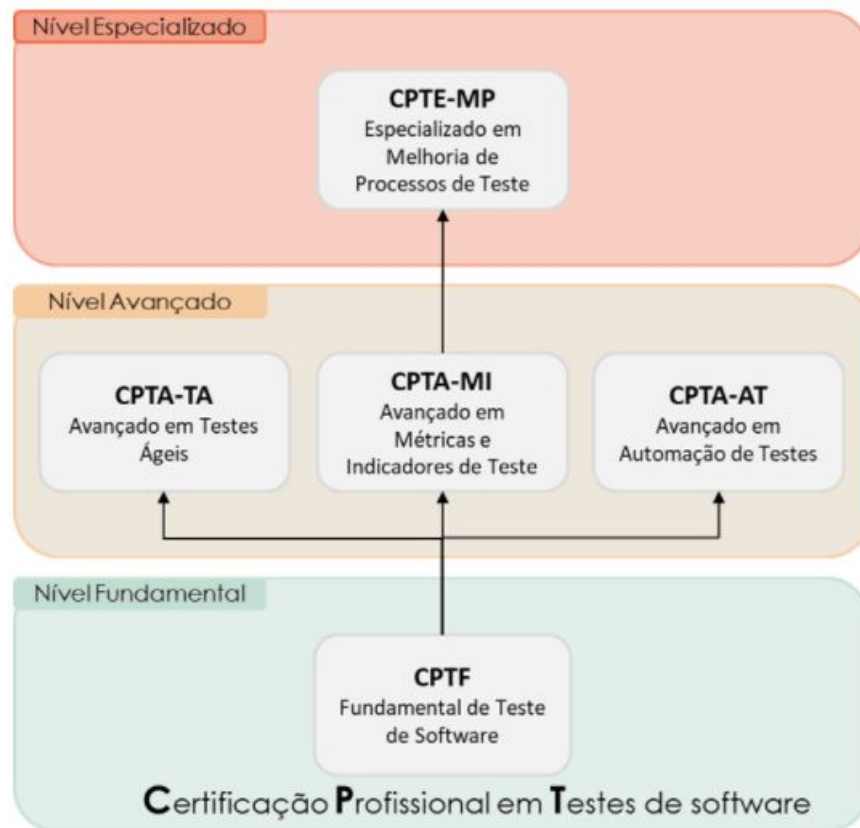 Nível Especializado
CPTE-MP
Especializado em
Melhoria de
Processos de Teste
Nível Avançado
CPTA-TA
Avançado em Testes
Ágeis
CPTA-MI
Avançado em
Métricas e
Indicadores de Teste
CPTA-AT
Avançado em
Automação de Testes
Nível Fundamental
CPTF
Fundamental de Teste
de Software
Certificação Profissional em Testes de software